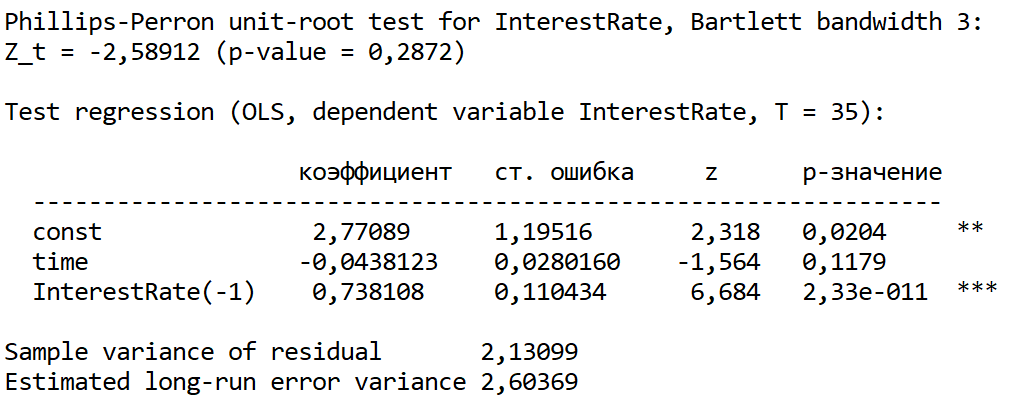 Phillips-Perron unit-root test for InterestRate, Bartlett bandwidth 3:
Z_t = -2,58912 (p-value = 0,2872)
Test regression (OLS, dependent variable InterestRate, T = 35):
коэффициент ст. ошибка z p-значение
--------------------------------------------------------------------
const 2,77089 1,19516 2,318 0,0204 **
time -0,0438123 0,0280160 -1,564 0,1179
InterestRate(-1) 0,738108 0,110434 6,684 2,33e-011 ***
Sample variance of residual 2,13099
Estimated long-run error variance 2,60369